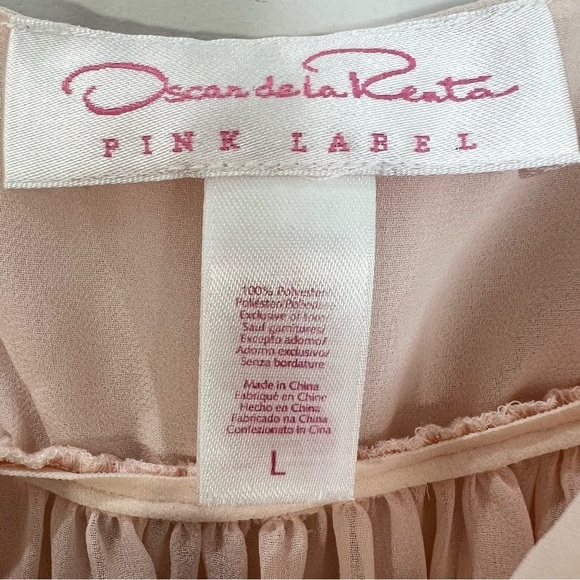 Oscar de la Renta
PINK LABEL
100% Polyester/
Poliéster/Poliestere
Exclusive of trim/
Sauf garnitures/
Excepto adorno/
Adorno exclusivo/
Senza bordature
Made in China
Fabriqué en Chine
Hecho en China
Fabricado na China
Confezionato in Cina
L